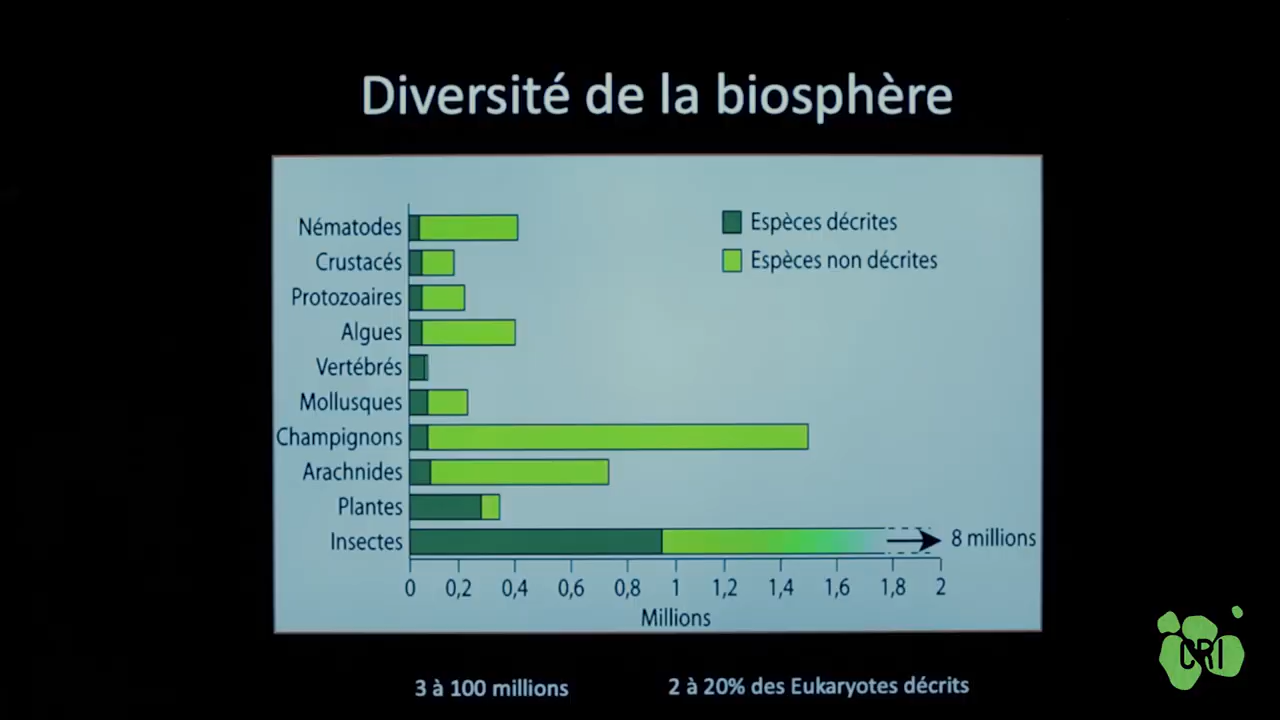 Diversité de la biosphère
Nématodes
Crustacés
Protozoaires
Algues
Vertébrés
Mollusques
Champignons
Arachnides
Plantes
Insectes
Espèces décrites
Espèces non décrites
8 millions
0 0,2 0,4 0,6 0,8 1 1,2 1,4 1,6 1,8 2
Millions
3 à 100 millions
2 à 20% des Eukaryotes décrits
CRI